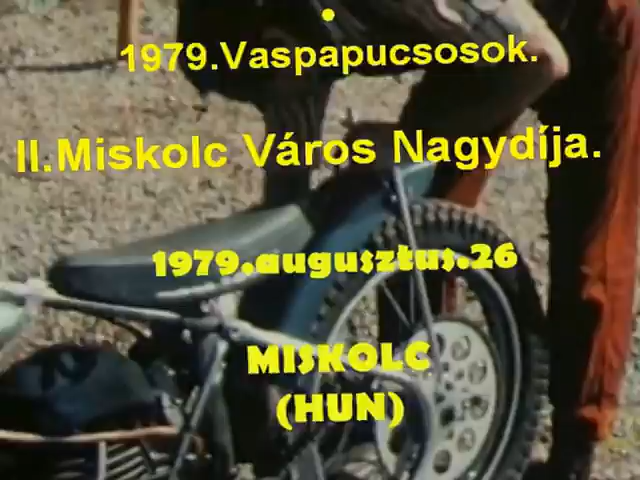 1979.Vaspapucsosok.
II.Miskolc Város Nagydíja.
1979.augusztus.26
MISKOLC
(HUN)